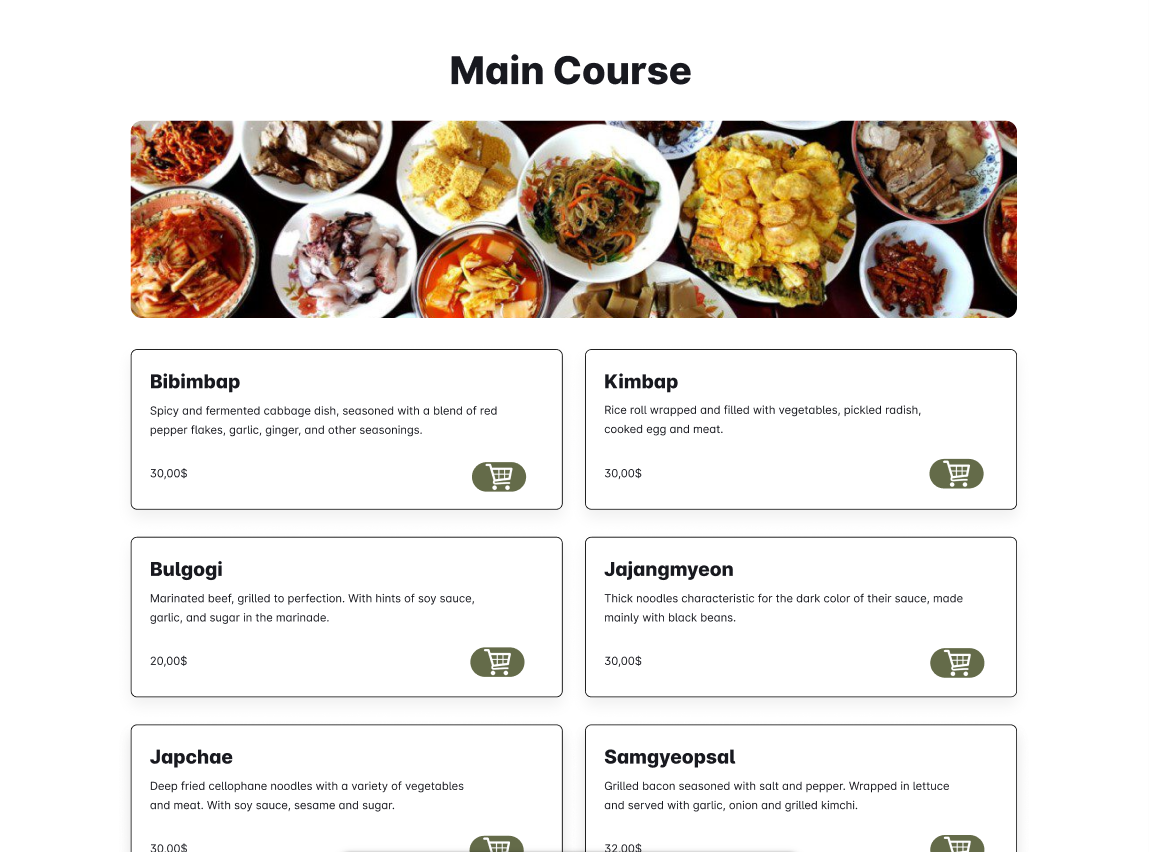 Main Course
Bibimbap
Spicy and fermented cabbage dish, seasoned with a blend of red
pepper flakes, garlic, ginger, and other seasonings.
30,00$
Kimbap
Rice roll wrapped and filled with vegetables, pickled radish,
cooked egg and meat.
30,00$
Bulgogi
Marinated beef, grilled to perfection. With hints of soy sauce,
garlic, and sugar in the marinade.
20,00$
Jajangmyeon
Thick noodles characteristic for the dark color of their sauce, made
mainly with black beans.
30,00$
Japchae
Deep fried cellophane noodles with a variety of vegetables
and meat. With soy sauce, sesame and sugar.
30,00$
Samgyeopsal
Grilled bacon seasoned with salt and pepper. Wrapped in lettuce
and served with garlic, onion and grilled kimchi.
32,00$